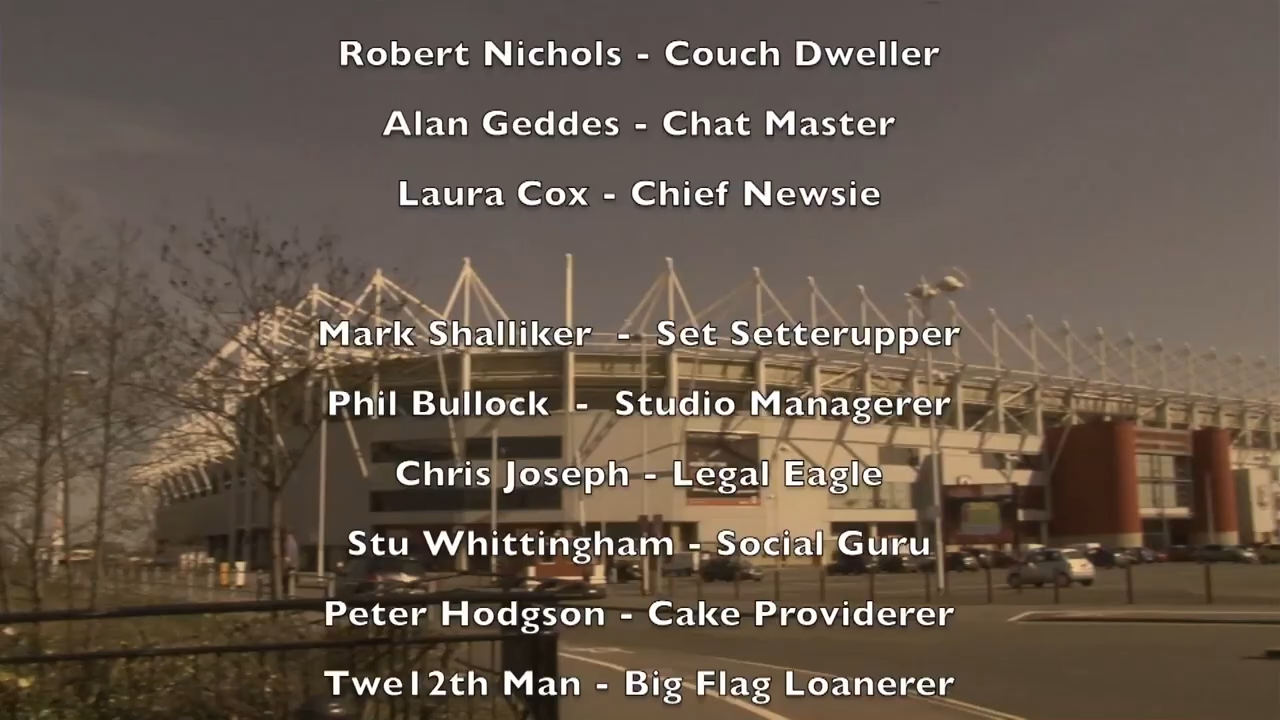 Robert Nichols - Couch Dweller
Alan Geddes - Chat Master
Laura Cox - Chief Newsie
Mark Shalliker - Set Setterupper
Phil Bullock - Studio Managerer
Chris Joseph - Legal Eagle
Stu Whittingham - Social Guru
Peter Hodgson - Cake Providerer
Twe12th Man - Big Flag Loanerer